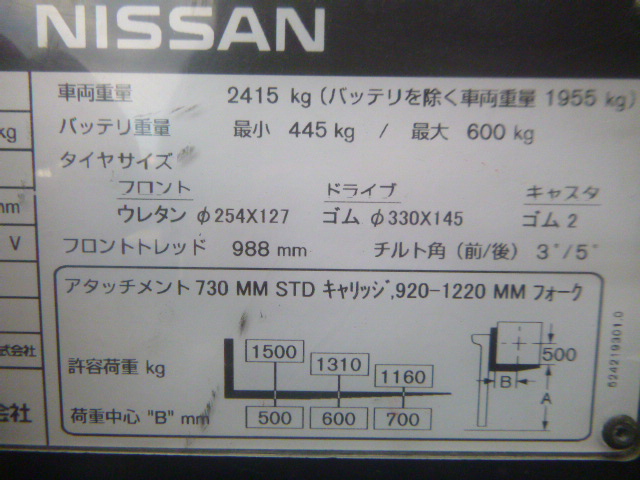 NISSAN
車両重量 2415 kg (バッテリを除く車両重量 1955 kg)
kg バッテリ重量 最小 445 kg / 最大 600 kg
タイヤサイズ
フロント ドライブ キャスタ
mm ウレタン φ254X127 ゴム φ330X145 ゴム 2
V フロントトレッド 988 mm チルト角 (前/後) 3°/5°
アタッチメント 730 MM STD キャリッジ,920-1220 MM フォーク
株式会社 許容荷重 kg 1500 1310 1160 500
B A
会社 荷重中心 "B" mm 500 600 700
624219301.0